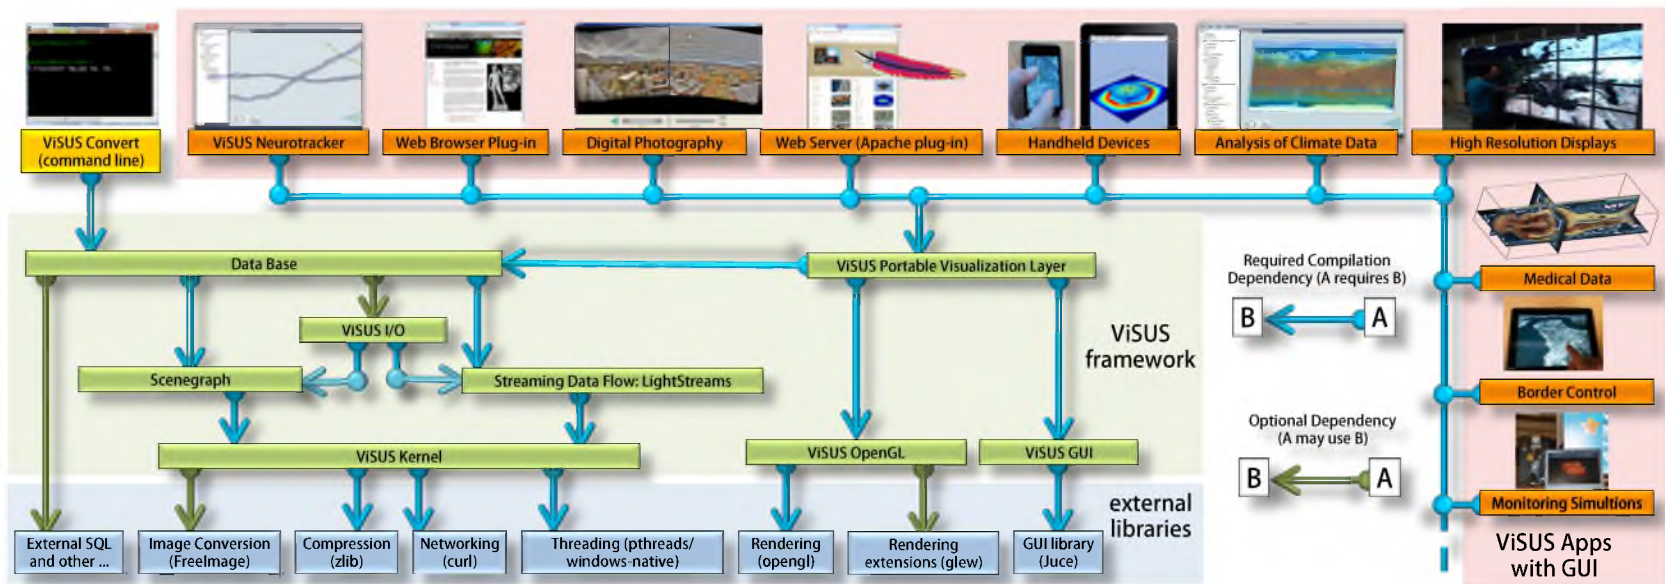 ViSUS Convert
(command line)
ViSUS Neurotracker
Web Browser Plug-in
Digital Photography
Web Server (Apache plug-in)
Handheld Devices
Analysis of Climate Data
High Resolution Displays
Data Base
ViSUS Portable Visualization Layer
Required Compilation
Dependency (A requires B)
B
A
Medical Data
ViSUS I/O
ViSUS
framework
Scenegraph
Streaming Data Flow: LightStreams
Border Control
Optional Dependency
(A may use B)
B
A
ViSUS Kernel
ViSUS OpenGL
ViSUS GUI
Monitoring Simultions
external
libraries
External SQL
and other ...
Image Conversion
(FreeImage)
Compression
(zlib)
Networking
(curl)
Threading (pthreads/
windows-native)
Rendering
(opengl)
Rendering
extensions (glew)
GUI library
(Juce)
ViSUS Apps
with GUI